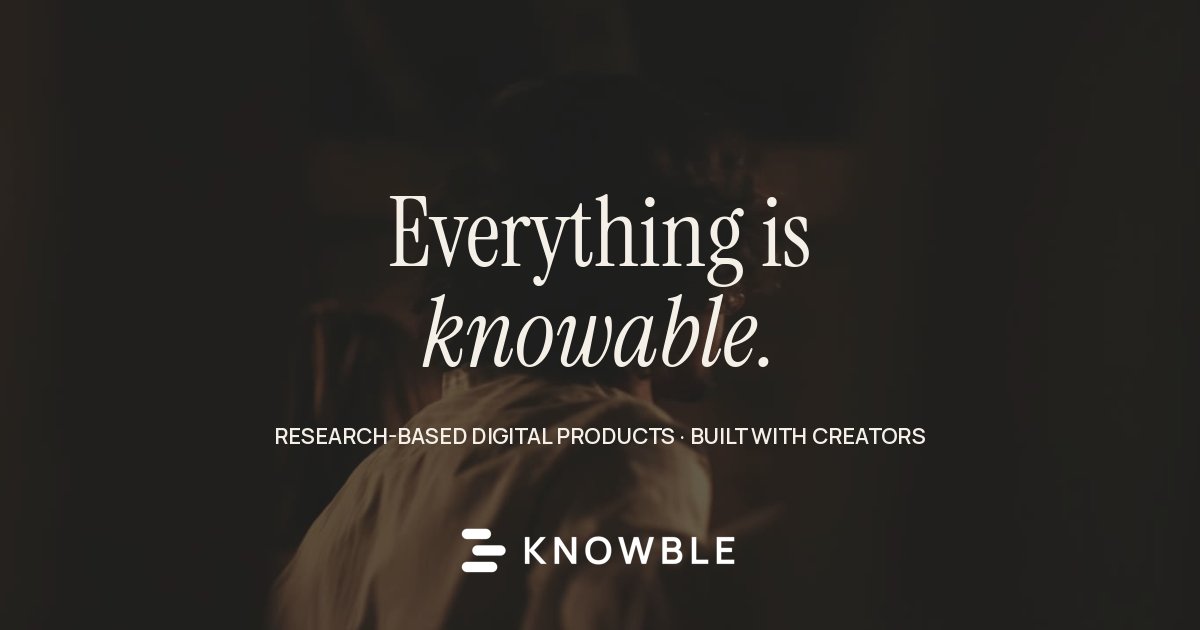 Everything is
knowable.
RESEARCH-BASED DIGITAL PRODUCTS · BUILT WITH CREATORS
KNOWBLE